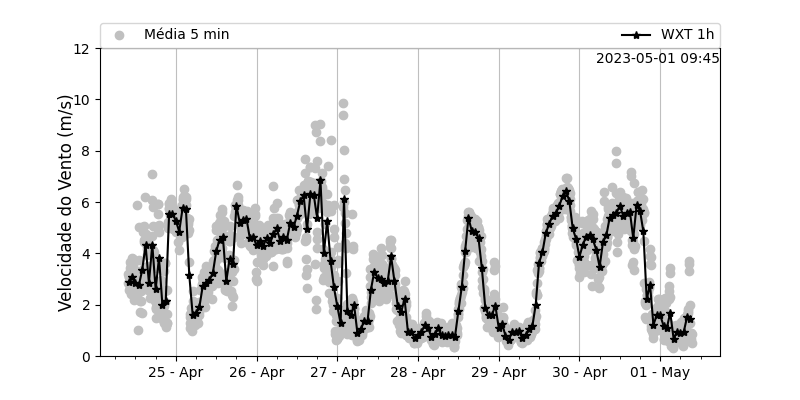 Média 5 min
WXT 1h
2023-05-01 09:45
Velocidade do Vento (m/s)
12
10
8
6
4
2
0
25 - Apr
26 - Apr
27 - Apr
28 - Apr
29 - Apr
30 - Apr
01 - May